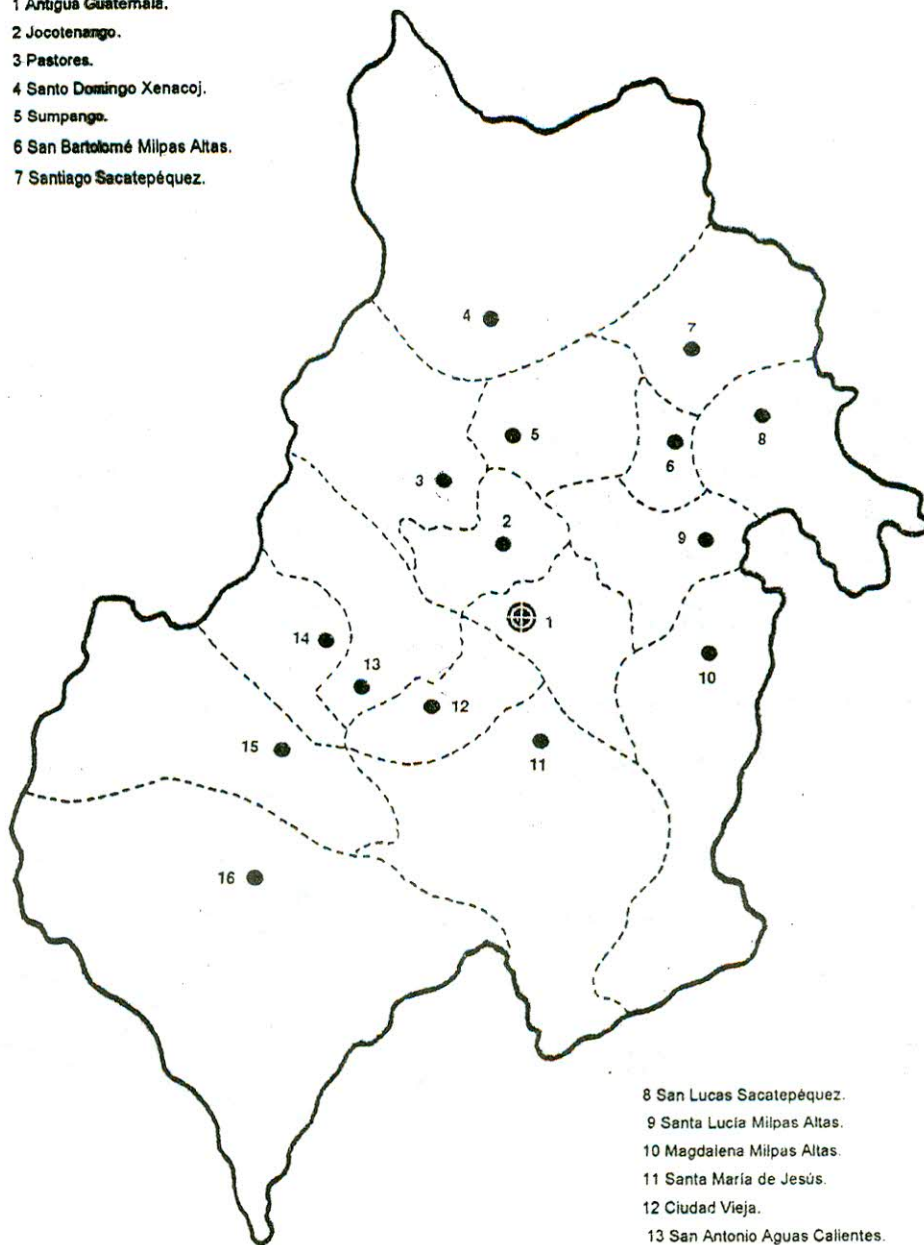 1 Antigua Guatemala.
2 Jocotenango.
3 Pastores.
4 Santo Domingo Xenacoj.
5 Sumpango.
6 San Bartolomé Milpas Altas.
7 Santiago Sacatepéquez.
4
7
8
5
6
3
2
9
1
14
10
13
12
15
11
16
8 San Lucas Sacatepéquez.
9 Santa Lucía Milpas Altas.
10 Magdalena Milpas Altas.
11 Santa María de Jesús.
12 Ciudad Vieja.
13 San Antonio Aguas Calientes.